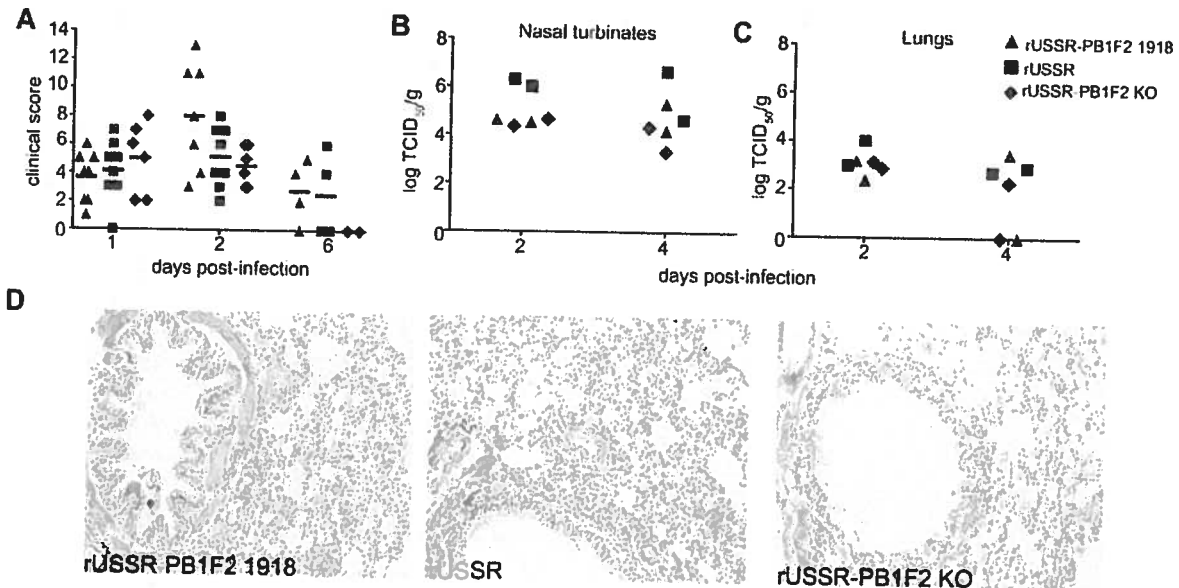 A
clinical score
14
12
10
8
6
4
2
0
1
2
6
days post-infection
B
Nasal turbinates
log TCID50/g
8
6
4
2
0
2
4
C
Lungs
log TCID50/g
8
6
4
2
0
2
4
days post-infection
rUSSR-PB1F2 1918
rUSSR
rUSSR-PB1F2 KO
D
rUSSR PB1F2 1918
rUSSR
rUSSR-PB1F2 KO